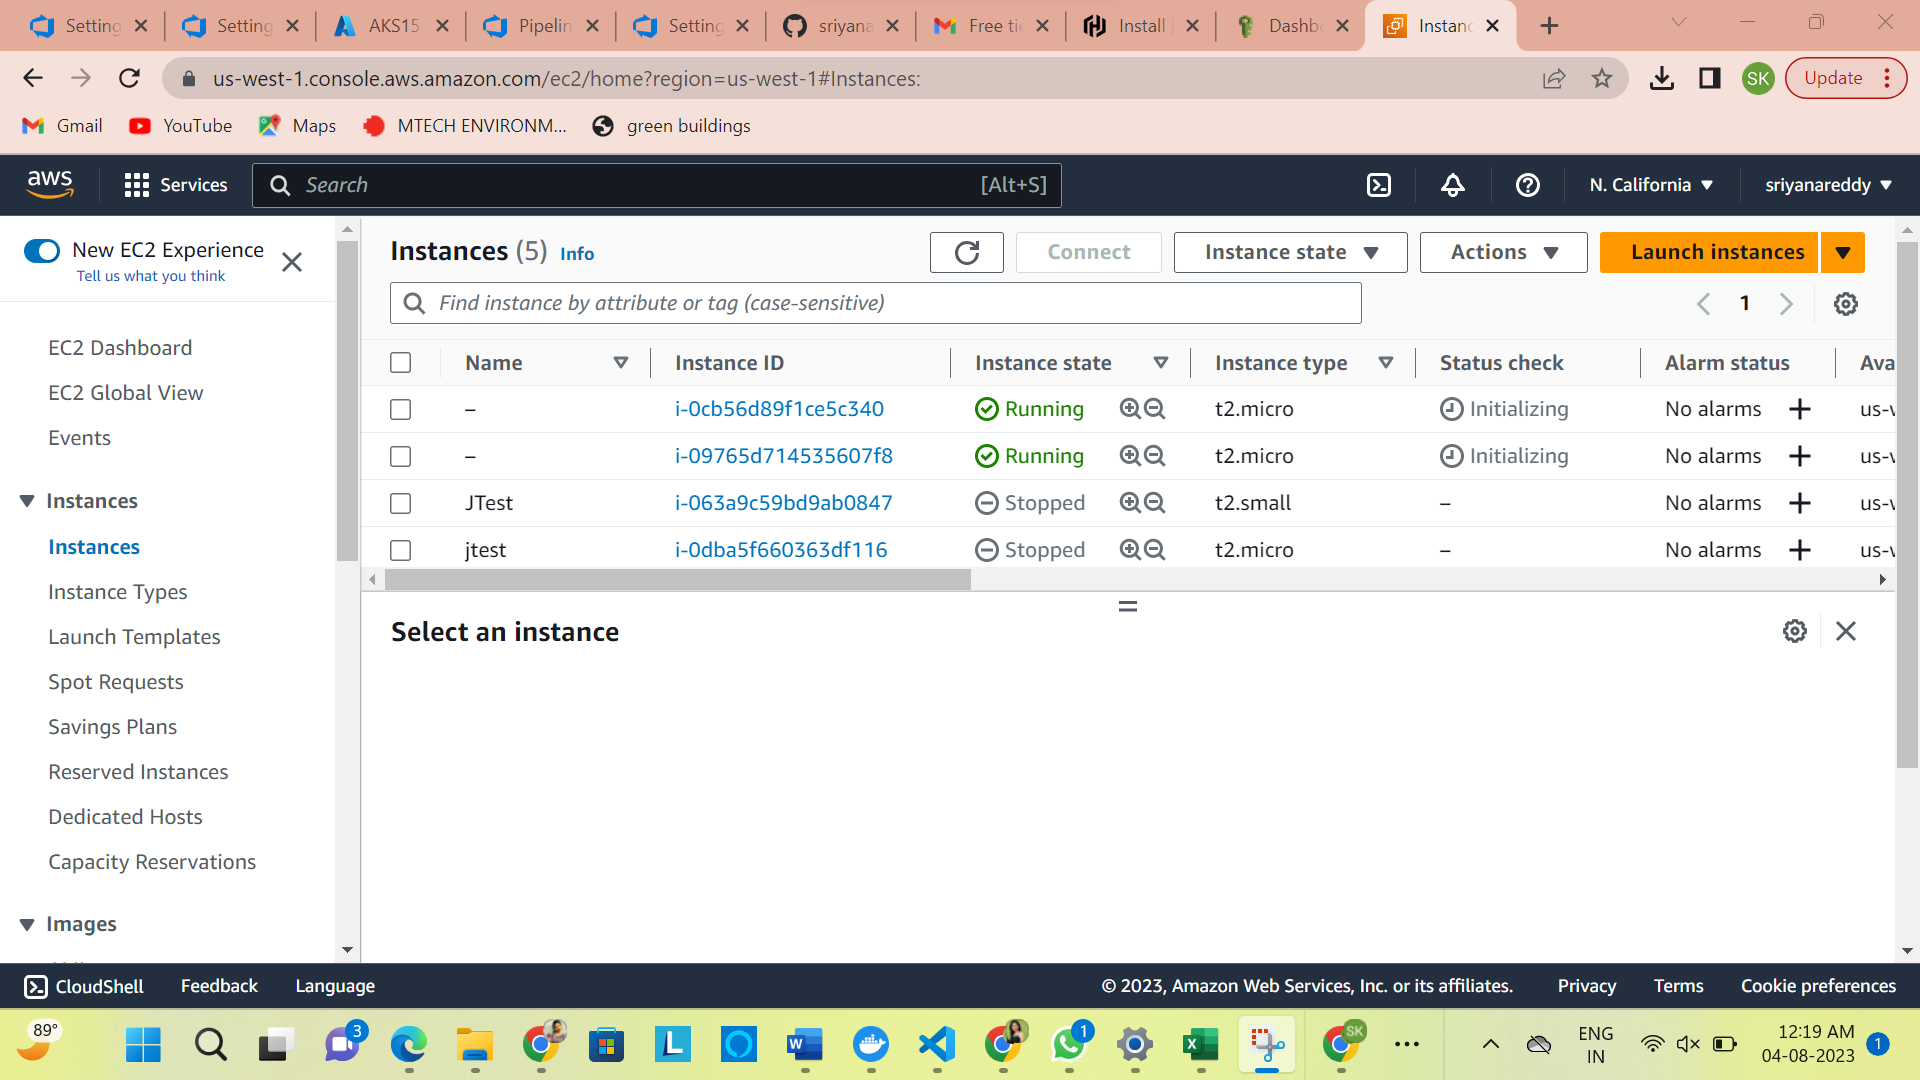 Setting
Setting
AKS15
Pipelin
Setting
sriyana
Free tie
Install
Dashb
Instanc
us-west-1.console.aws.amazon.com/ec2/home?region=us-west-1#Instances:
SK
Update
Gmail
YouTube
Maps
MTECH ENVIRONM...
green buildings
aws
Services
Search
[Alt+S]
N. California
sriyanareddy
New EC2 Experience
Tell us what you think
EC2 Dashboard
EC2 Global View
Events
Instances
Instances
Instance Types
Launch Templates
Spot Requests
Savings Plans
Reserved Instances
Dedicated Hosts
Capacity Reservations
Images
Instances (5) Info
Connect
Instance state
Actions
Launch instances
Find instance by attribute or tag (case-sensitive)
1
Name Instance ID Instance state Instance type Status check Alarm status Ava
– i-0cb56d89f1ce5c340 Running t2.micro Initializing No alarms + us-w
– i-09765d714535607f8 Running t2.micro Initializing No alarms + us-w
JTest i-063a9c59bd9ab0847 Stopped t2.small – No alarms + us-w
jtest i-0dba5f660363df116 Stopped t2.micro – No alarms + us-w
Select an instance
CloudShell
Feedback
Language
© 2023, Amazon Web Services, Inc. or its affiliates.
Privacy
Terms
Cookie preferences
89°
3
L
W
1
X
SK
ENG
IN
12:19 AM
04-08-2023
1